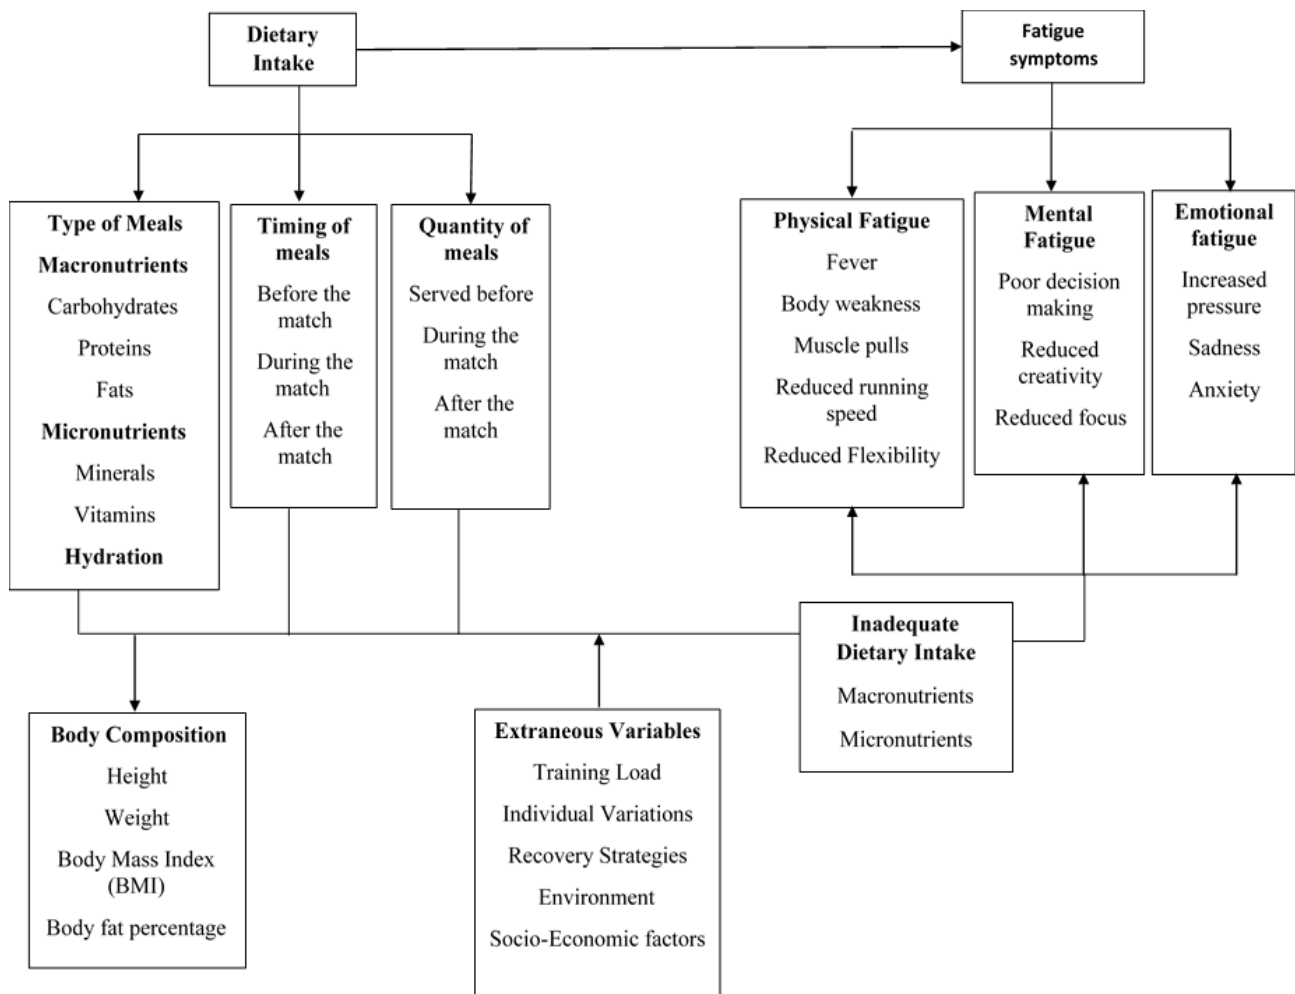 Dietary
Intake
Fatigue
symptoms
Type of Meals
Macronutrients
Carbohydrates
Proteins
Fats
Micronutrients
Minerals
Vitamins
Hydration
Timing of
meals
Before the
match
During the
match
After the
match
Quantity of
meals
Served before
During the
match
After the
match
Physical Fatigue
Fever
Body weakness
Muscle pulls
Reduced running
speed
Reduced Flexibility
Mental
Fatigue
Poor decision
making
Reduced
creativity
Reduced focus
Emotional
fatigue
Increased
pressure
Sadness
Anxiety
Inadequate
Dietary Intake
Macronutrients
Micronutrients
Body Composition
Height
Weight
Body Mass Index
(BMI)
Body fat percentage
Extraneous Variables
Training Load
Individual Variations
Recovery Strategies
Environment
Socio-Economic factors